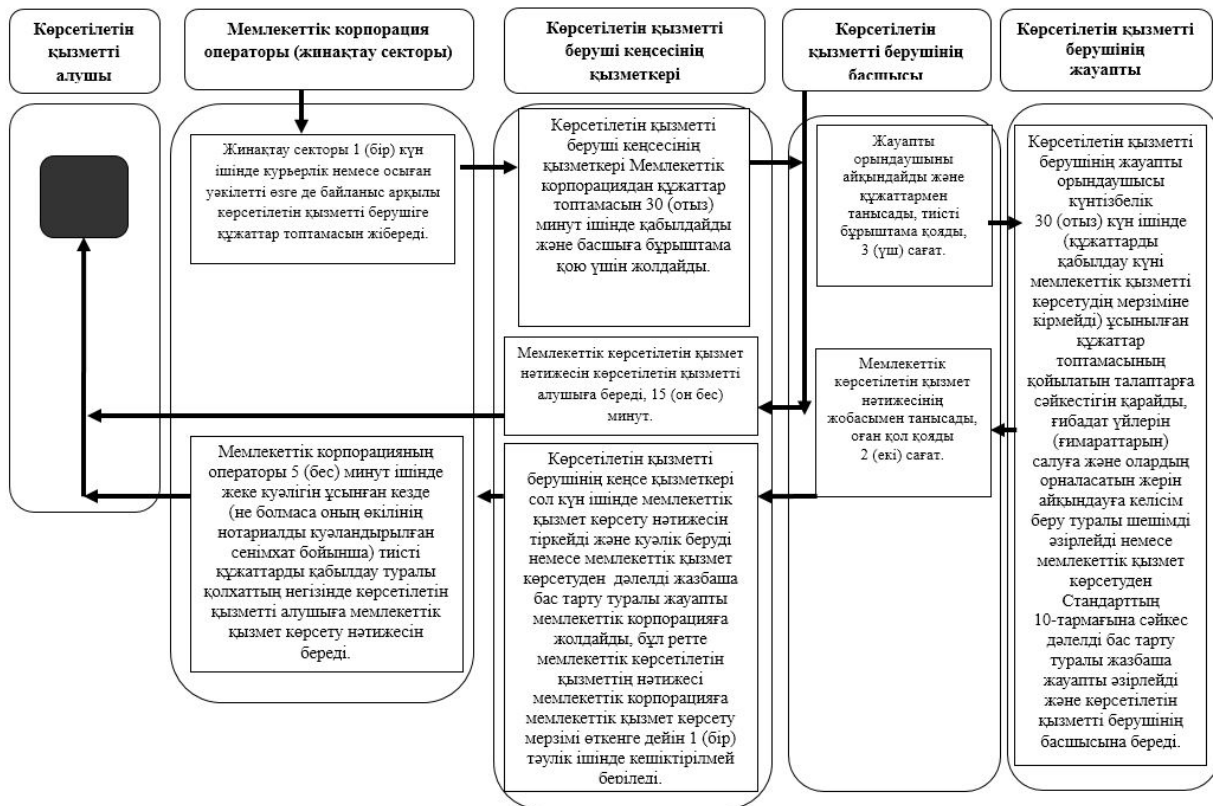 Көрсетілетін
қызметті
алушы
Мемлекеттік корпорация
операторы (жинақтау секторы)
Көрсетілетін қызметті
беруші кеңсесінің
қызметкері
Көрсетілетін
қызметті берушінің
басшысы
Көрсетілетін қызметті
берушінің
жауапты
Жинақтау секторы 1 (бір) күн
ішінде курьерлік немесе осыған
уәкілетті өзге де байланыс арқылы
көрсетілетін қызметті берушіге
құжаттар топтамасын жібереді.
Көрсетілетін қызметті
беруші кеңсесінің
қызметкері Мемлекеттік
корпорациядан құжаттар
топтамасын 30 (отыз)
минут ішінде қабылдайды
және басшыға бұрыштама
қою үшін жолдайды.
Жауапты
орындаушыны
айқындайды және
құжаттармен
танысады, тиісті
бұрыштама қояды,
3 (үш) сағат.
Көрсетілетін қызметті
берушінің жауапты
орындаушысы
күнтізбелік
30 (отыз) күн ішінде
(құжаттарды
қабылдау күні
мемлекеттік қызметті
көрсетудің мерзіміне
кірмейді) ұсынылған
құжаттар
топтамасының
қойылатын талаптарға
сәйкестігін қарайды,
ғибадат үйлерін
(ғимараттарын)
салуға және олардың
орналасатын жерін
айқындауға келісім
беру туралы шешімді
әзірлейді немесе
мемлекеттік қызмет
көрсетуден
Стандарттың
10-тармағына сәйкес
дәлелді бас тарту
туралы жазбаша
жауапты әзірлейді
және көрсетілетін
қызметті берушінің
басшысына береді.
Мемлекеттік көрсетілетін қызмет
нәтижесін көрсетілетін қызметті
алушыға береді, 15 (он бес)
минут.
Мемлекеттік
көрсетілетін қызмет
нәтижесінің
жобасымен танысады,
оған қол қояды
2 (екі) сағат.
Мемлекеттік корпорацияның
операторы 5 (бес) минут ішінде
жеке куәлігін ұсынған кезде
(не болмаса оның өкілінің
нотариалды куәландырылған
сенімхат бойынша) тиісті
құжаттарды қабылдау туралы
қолхаттың негізінде көрсетілетін
қызметті алушыға мемлекеттік
қызмет көрсету нәтижесін
береді.
Көрсетілетін қызметті
берушінің кеңсе қызметкері
сол күн ішінде мемлекеттік
қызмет көрсету нәтижесін
тіркейді және куәлік беруді
немесе мемлекеттік қызмет
көрсетуден дәлелді жазбаша
бас тарту туралы жауапты
мемлекеттік корпорацияға
жолдайды, бұл ретте
мемлекеттік көрсетілетін
қызметтің нәтижесі
мемлекеттік корпорацияға
мемлекеттік қызмет көрсету
мерзімі өткенге дейін 1 (бір)
тәулік ішінде кешіктірілмей
беріледі.